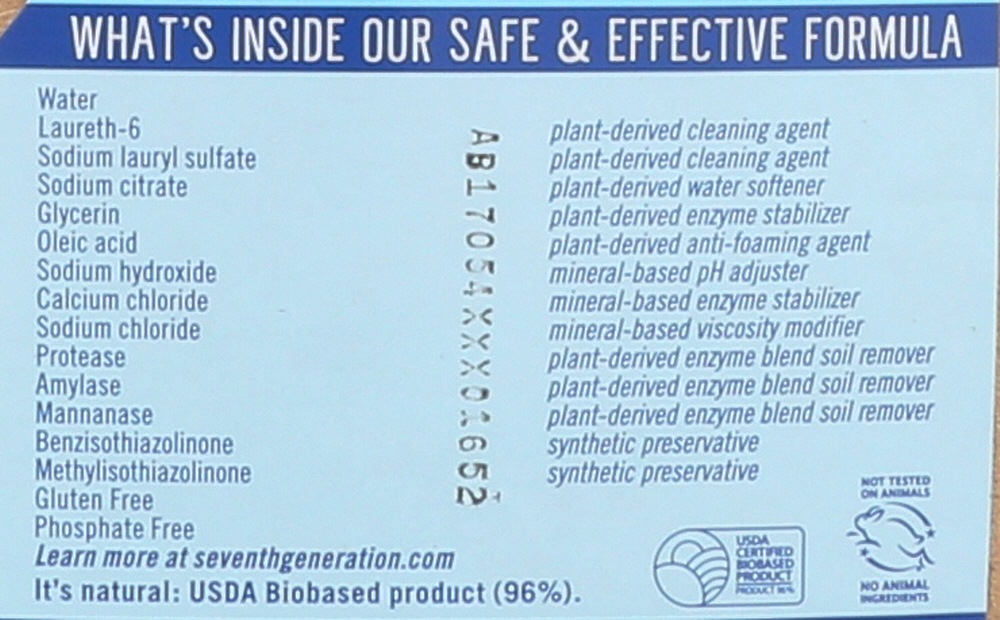 WHAT'S INSIDE OUR SAFE & EFFECTIVE FORMULA
Water
Laureth-6 plant-derived cleaning agent
Sodium lauryl sulfate plant-derived cleaning agent
Sodium citrate plant-derived water softener
Glycerin plant-derived enzyme stabilizer
Oleic acid plant-derived anti-foaming agent
Sodium hydroxide mineral-based pH adjuster
Calcium chloride mineral-based enzyme stabilizer
Sodium chloride mineral-based viscosity modifier
Protease plant-derived enzyme blend soil remover
Amylase plant-derived enzyme blend soil remover
Mannanase plant-derived enzyme blend soil remover
Benzisothiazolinone synthetic preservative
Methylisothiazolinone synthetic preservative
Gluten Free
Phosphate Free
Learn more at seventhgeneration.com
It's natural: USDA Biobased product (96%).
AB17054XXX01652
USDA
CERTIFIED
BIOBASED
PRODUCT
PRODUCT 96%
NOT TESTED
ON ANIMALS
NO ANIMAL
INGREDIENTS